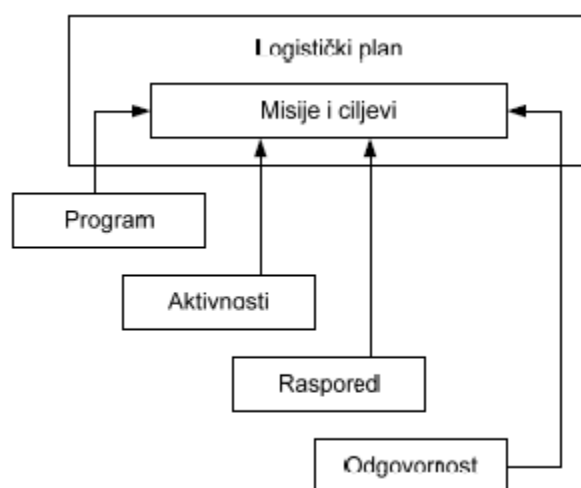 Logistički plan
Misije i ciljevi
Program
Aktivnosti
Raspored
Odgovornost